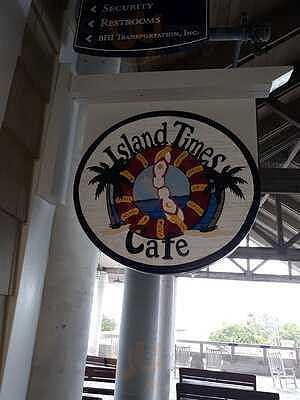 < SECURITY
< RESTROOMS
< BHI TRANSPORTATION, INC.
Island Times
Cafe